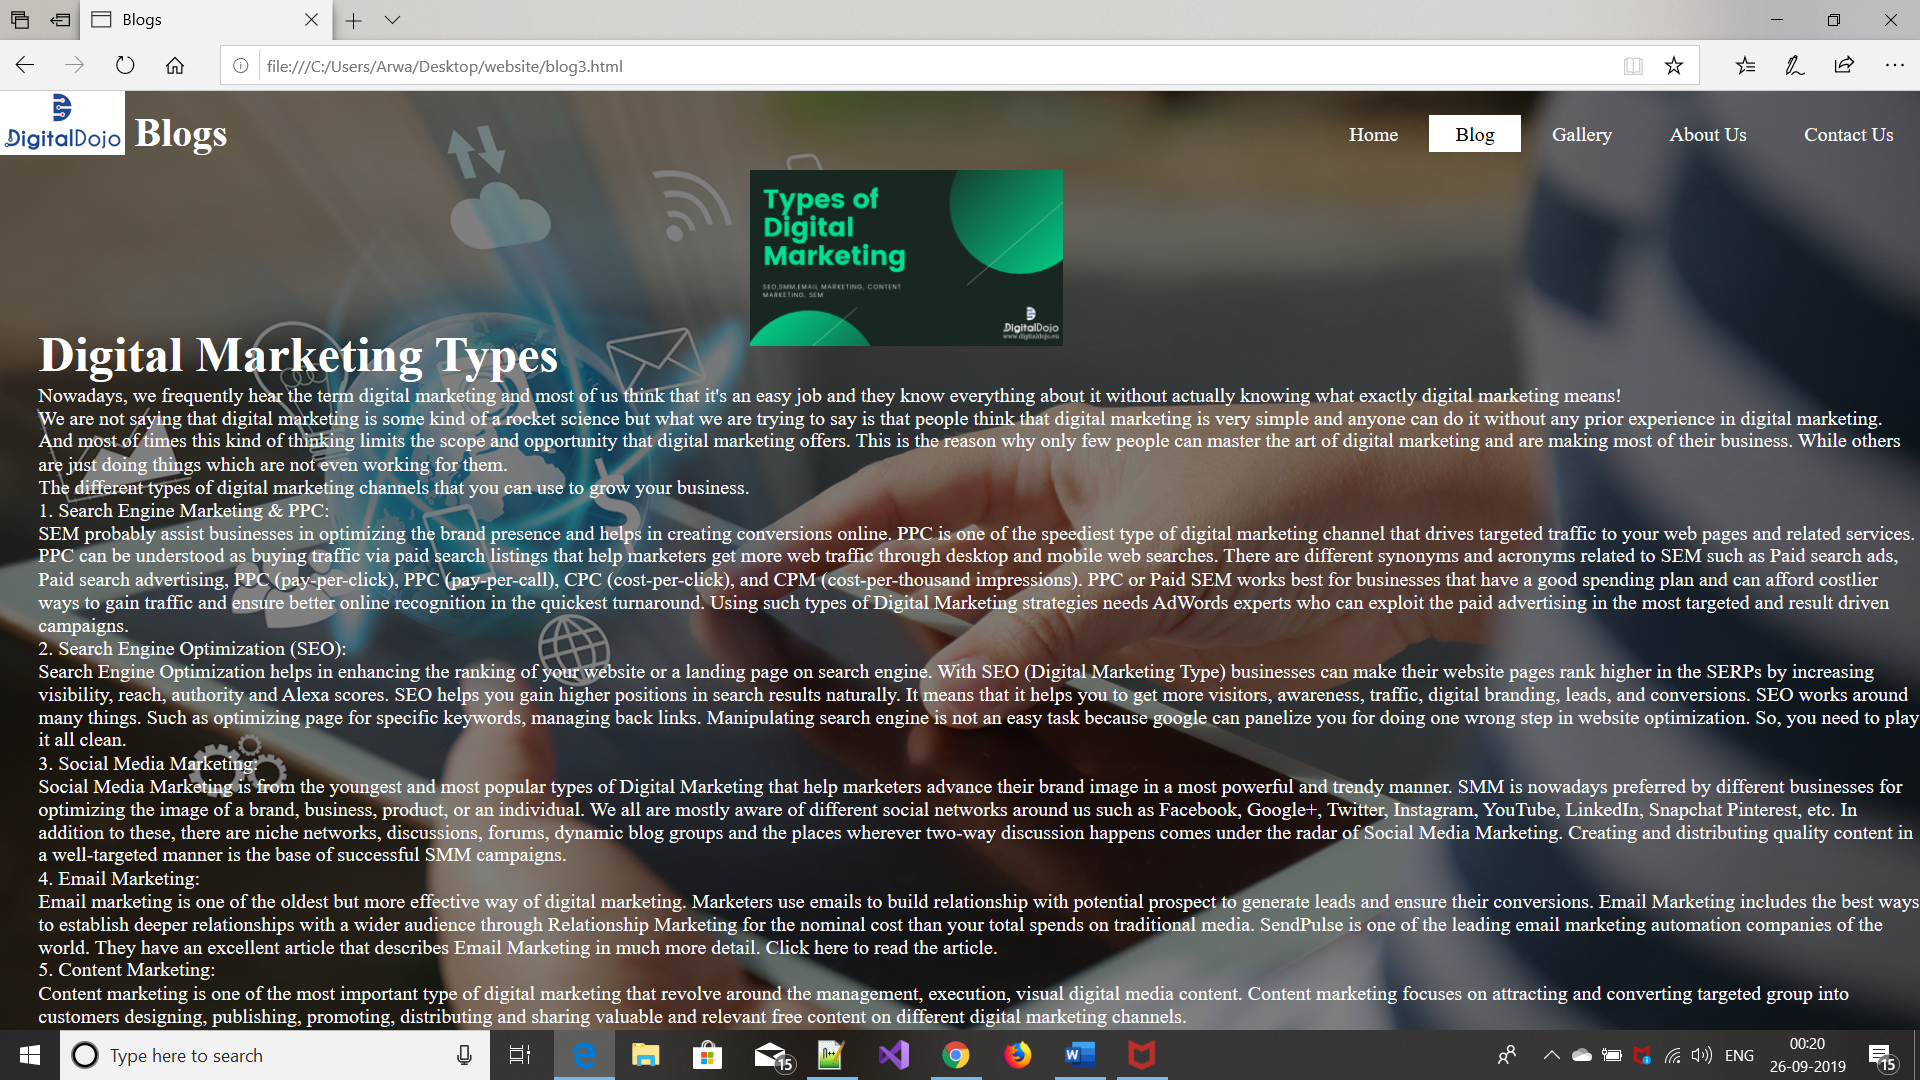 Blogs
file:///C:/Users/Arwa/Desktop/website/blog3.html
DigitalDojo
Blogs
Home
Blog
Gallery
About Us
Contact Us
Types of
Digital
Marketing
SEO,SMM,EMAIL MARKETING, CONTENT
MARKETING, SEM
DigitalDojo
www.digitaldojo.eu
Digital Marketing Types
Nowadays, we frequently hear the term digital marketing and most of us think that it's an easy job and they know everything about it without actually knowing what exactly digital marketing means!
We are not saying that digital marketing is some kind of a rocket science but what we are trying to say is that people think that digital marketing is very simple and anyone can do it without any prior experience in digital marketing.
And most of times this kind of thinking limits the scope and opportunity that digital marketing offers. This is the reason why only few people can master the art of digital marketing and are making most of their business. While others
are just doing things which are not even working for them.
The different types of digital marketing channels that you can use to grow your business.
1. Search Engine Marketing & PPC:
SEM probably assist businesses in optimizing the brand presence and helps in creating conversions online. PPC is one of the speediest type of digital marketing channel that drives targeted traffic to your web pages and related services.
PPC can be understood as buying traffic via paid search listings that help marketers get more web traffic through desktop and mobile web searches. There are different synonyms and acronyms related to SEM such as Paid search ads,
Paid search advertising, PPC (pay-per-click), PPC (pay-per-call), CPC (cost-per-click), and CPM (cost-per-thousand impressions). PPC or Paid SEM works best for businesses that have a good spending plan and can afford costlier
ways to gain traffic and ensure better online recognition in the quickest turnaround. Using such types of Digital Marketing strategies needs AdWords experts who can exploit the paid advertising in the most targeted and result driven
campaigns.
2. Search Engine Optimization (SEO):
Search Engine Optimization helps in enhancing the ranking of your website or a landing page on search engine. With SEO (Digital Marketing Type) businesses can make their website pages rank higher in the SERPs by increasing
visibility, reach, authority and Alexa scores. SEO helps you gain higher positions in search results naturally. It means that it helps you to get more visitors, awareness, traffic, digital branding, leads, and conversions. SEO works around
many things. Such as optimizing page for specific keywords, managing back links. Manipulating search engine is not an easy task because google can panelize you for doing one wrong step in website optimization. So, you need to play
it all clean.
3. Social Media Marketing:
Social Media Marketing is from the youngest and most popular types of Digital Marketing that help marketers advance their brand image in a most powerful and trendy manner. SMM is nowadays preferred by different businesses for
optimizing the image of a brand, business, product, or an individual. We all are mostly aware of different social networks around us such as Facebook, Google+, Twitter, Instagram, YouTube, LinkedIn, Snapchat Pinterest, etc. In
addition to these, there are niche networks, discussions, forums, dynamic blog groups and the places wherever two-way discussion happens comes under the radar of Social Media Marketing. Creating and distributing quality content in
a well-targeted manner is the base of successful SMM campaigns.
4. Email Marketing:
Email marketing is one of the oldest but more effective way of digital marketing. Marketers use emails to build relationship with potential prospect to generate leads and ensure their conversions. Email Marketing includes the best ways
to establish deeper relationships with a wider audience through Relationship Marketing for the nominal cost than your total spends on traditional media. SendPulse is one of the leading email marketing automation companies of the
world. They have an excellent article that describes Email Marketing in much more detail. Click here to read the article.
5. Content Marketing:
Content marketing is one of the most important type of digital marketing that revolve around the management, execution, visual digital media content. Content marketing focuses on attracting and converting targeted group into
customers designing, publishing, promoting, distributing and sharing valuable and relevant free content on different digital marketing channels.
Type here to search
15
ENG
00:20
26-09-2019
15